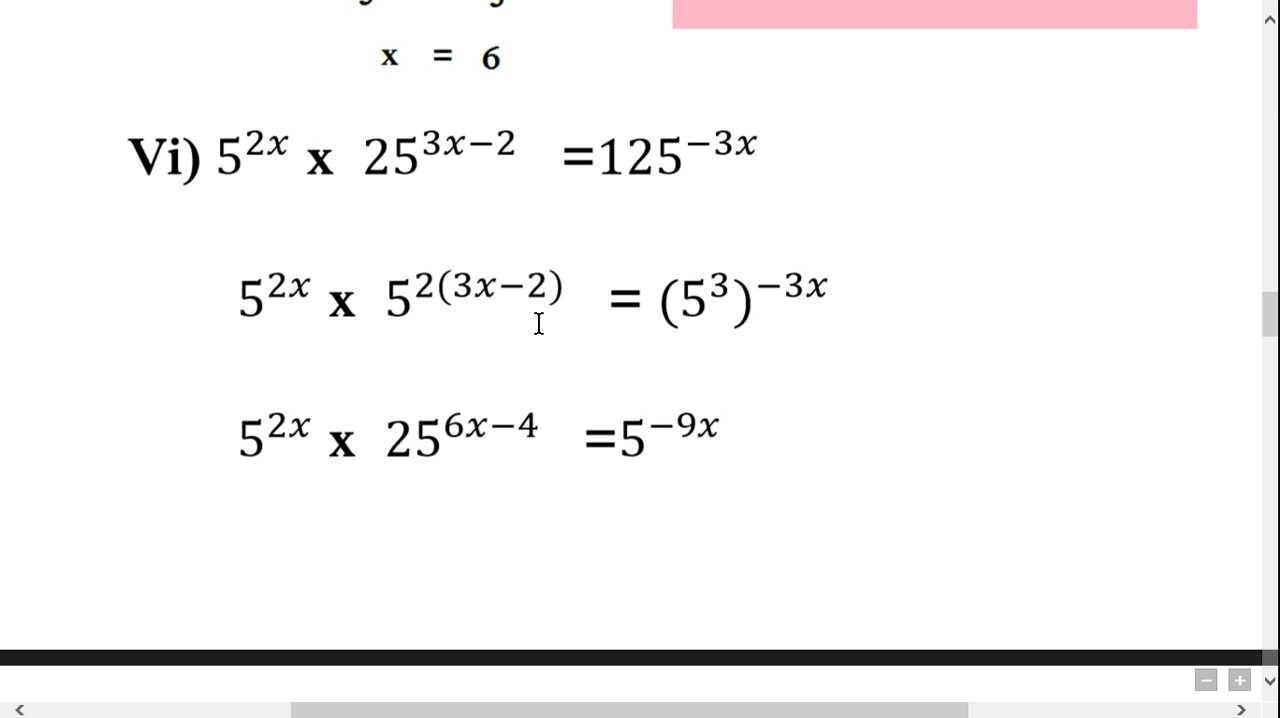 x = 6
Vi) 5^{2x} x 25^{3x−2} =125^{−3x}
5^{2x} x 5^{2(3x−2)} = (5^3)^{−3x}
5^{2x} x 25^{6x−4} =5^{−9x}